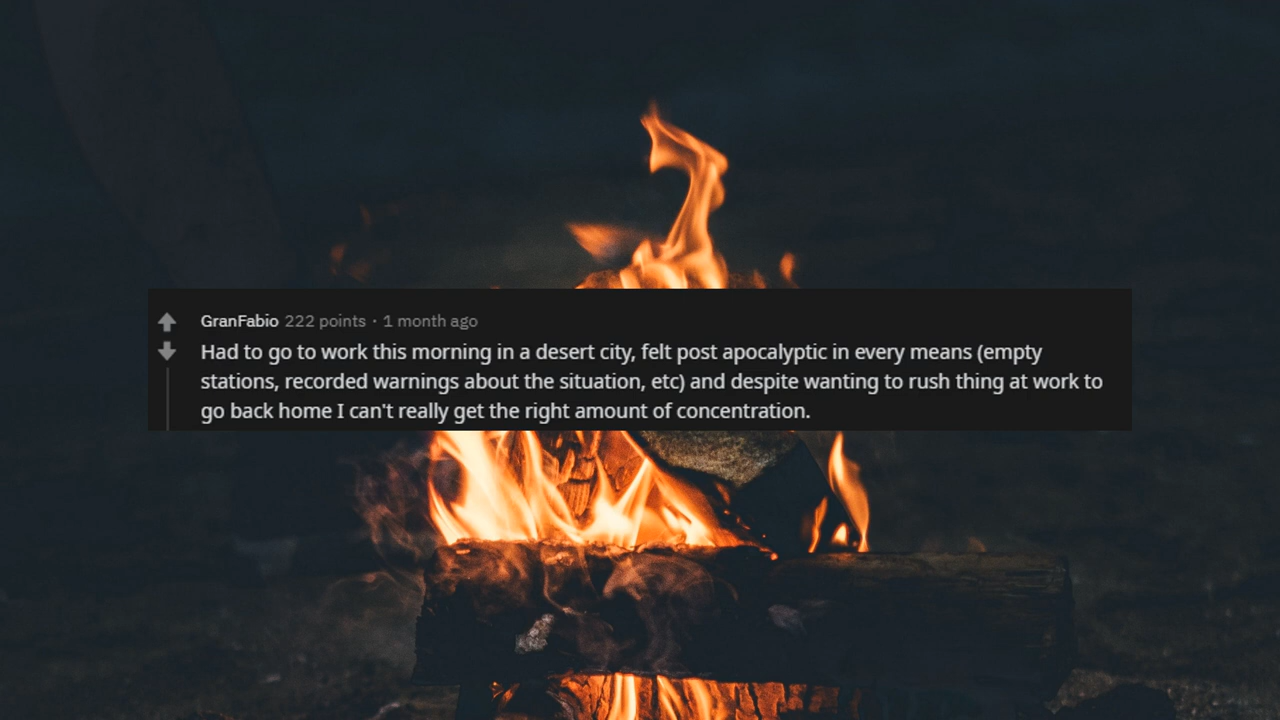 GranFabio 222 points · 1 month ago
Had to go to work this morning in a desert city, felt post apocalyptic in every means (empty
stations, recorded warnings about the situation, etc) and despite wanting to rush thing at work to
go back home I can't really get the right amount of concentration.